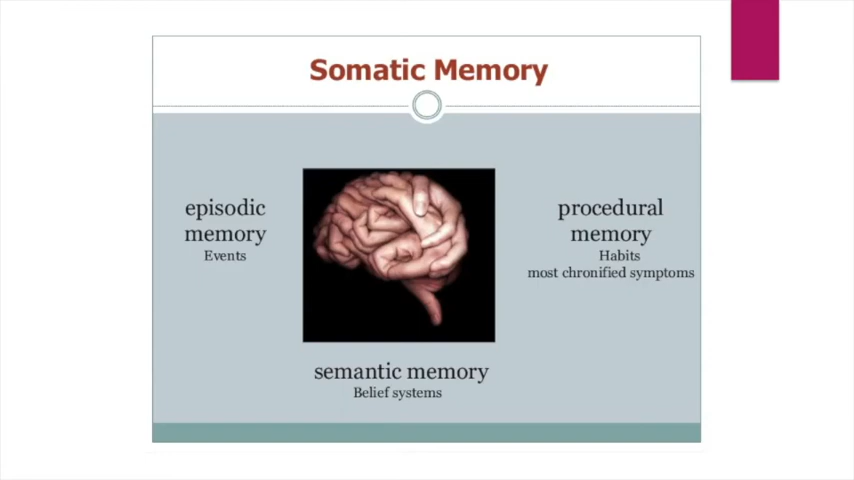 Somatic Memory
episodic
memory
Events
procedural
memory
Habits
most chronified symptoms
semantic memory
Belief systems